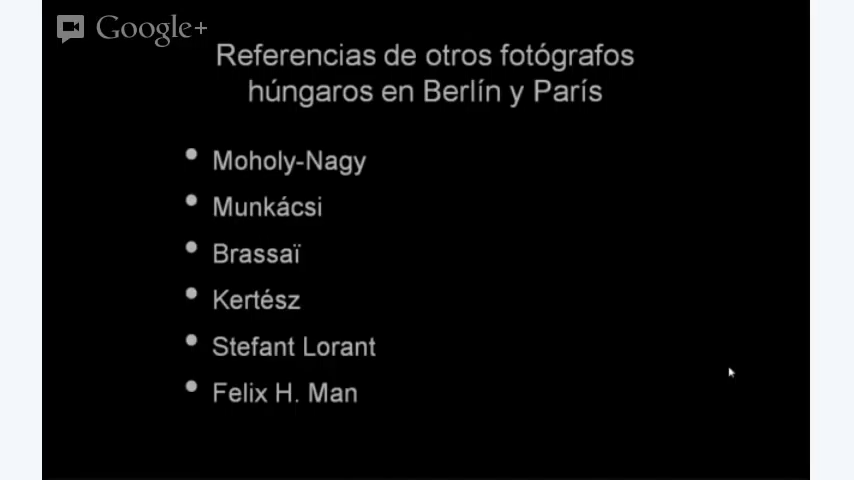 Google+
Referencias de otros fotógrafos
húngaros en Berlín y París
• Moholy-Nagy
• Munkácsi
• Brassaï
• Kertész
• Stefant Lorant
• Felix H. Man